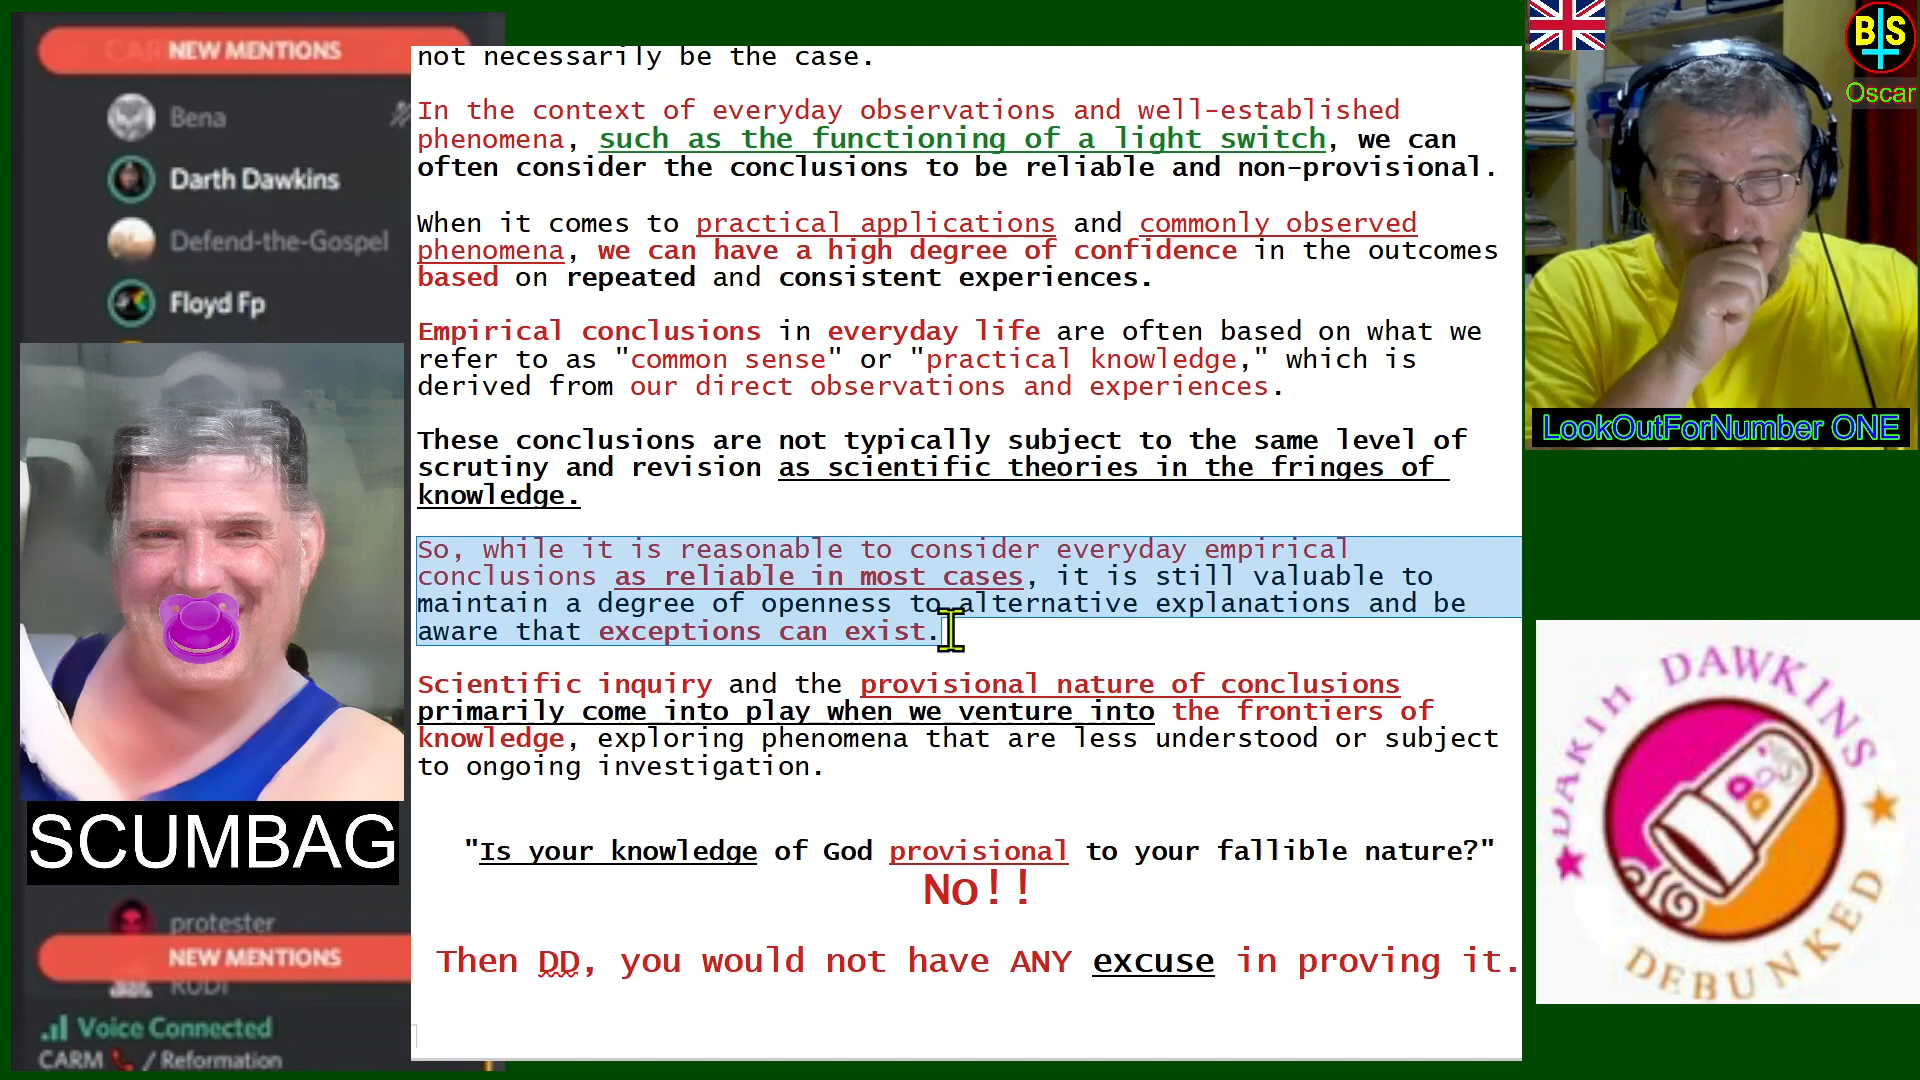 NEW MENTIONS
Bena
Darth Dawkins
Defend-the-Gospel
Floyd Fp
SCUMBAG
protester
NEW MENTIONS
RUDI
Voice Connected
CARM / Reformation
not necessarily be the case.
In the context of everyday observations and well-established
phenomena, such as the functioning of a light switch, we can
often consider the conclusions to be reliable and non-provisional.
When it comes to practical applications and commonly observed
phenomena, we can have a high degree of confidence in the outcomes
based on repeated and consistent experiences.
Empirical conclusions in everyday life are often based on what we
refer to as "common sense" or "practical knowledge," which is
derived from our direct observations and experiences.
These conclusions are not typically subject to the same level of
scrutiny and revision as scientific theories in the fringes of
knowledge.
So, while it is reasonable to consider everyday empirical
conclusions as reliable in most cases, it is still valuable to
maintain a degree of openness to alternative explanations and be
aware that exceptions can exist.
Scientific inquiry and the provisional nature of conclusions
primarily come into play when we venture into the frontiers of
knowledge, exploring phenomena that are less understood or subject
to ongoing investigation.
"Is your knowledge of God provisional to your fallible nature?"
No!!
Then DD, you would not have ANY excuse in proving it.
BS
Oscar
LookOutForNumber ONE
DARTH DAWKINS
DEBUNKED